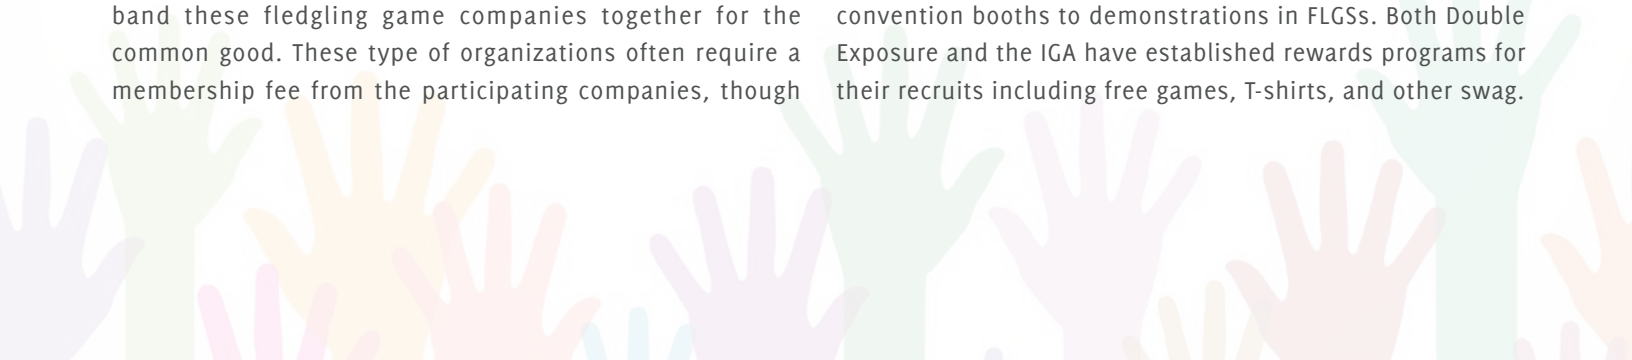 band these fledgling game companies together for the
common good. These type of organizations often require a
membership fee from the participating companies, though
convention booths to demonstrations in FLGSs. Both Double
Exposure and the IGA have established rewards programs for
their recruits including free games, T-shirts, and other swag.